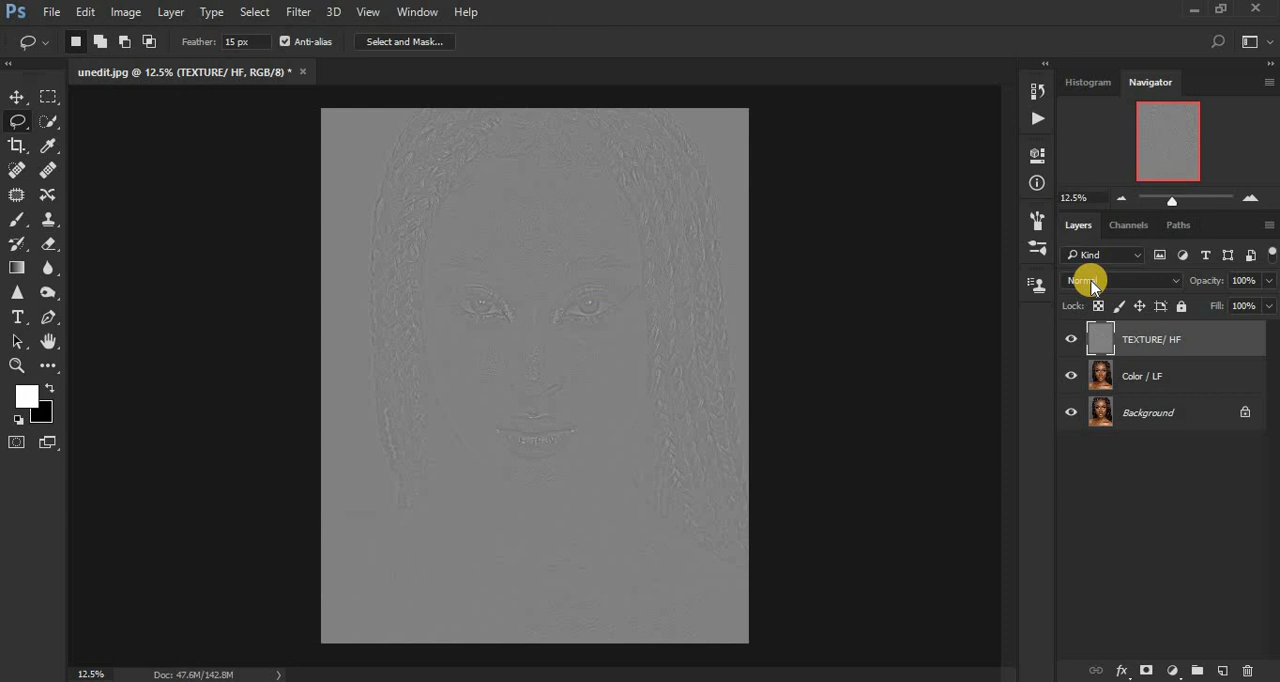 Ps File Edit Image Layer Type Select Filter 3D View Window Help
Feather: 15 px Anti-alias Select and Mask...
unedit.jpg @ 12.5% (TEXTURE/ HF, RGB/8) *
Histogram Navigator
12.5%
Layers Channels Paths
Kind
Normal Opacity: 100%
Lock: Fill: 100%
TEXTURE/ HF
Color / LF
Background
fx
12.5% Doc: 47.6M/142.8M